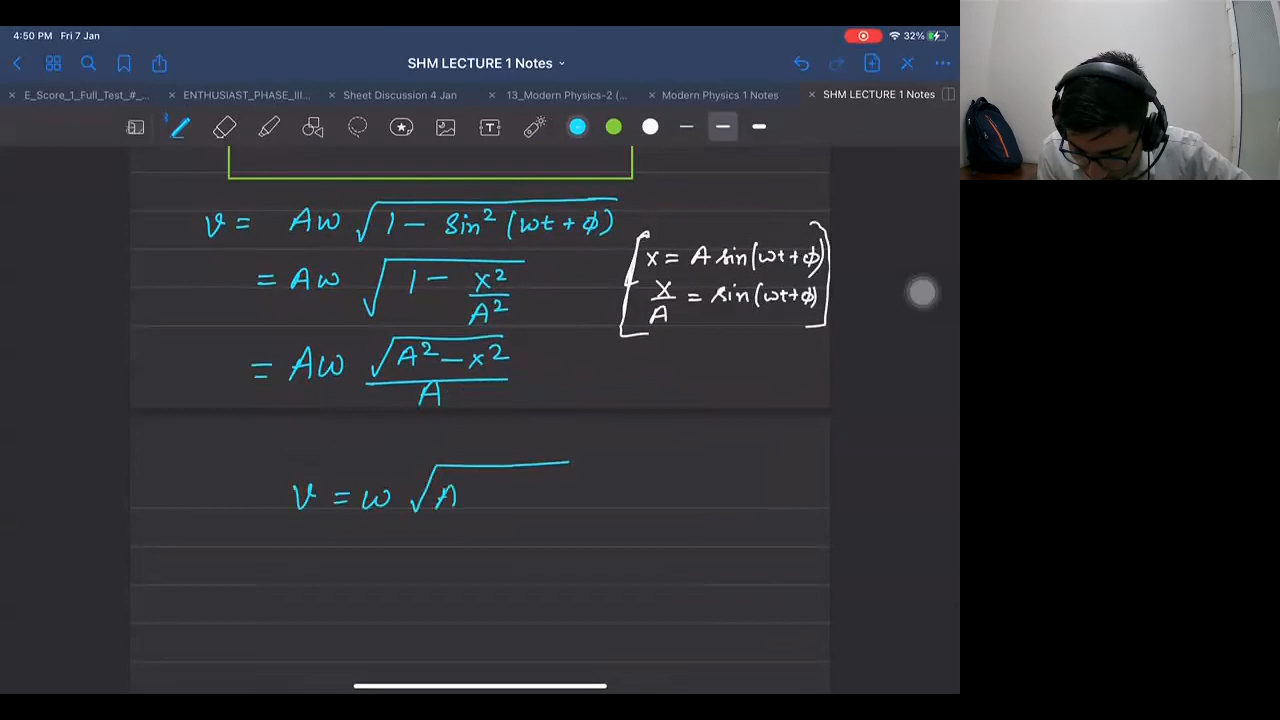 4:50 PM Fri 7 Jan
32%
SHM LECTURE 1 Notes
E_Score_1_Full_Test_#_...
ENTHUSIAST_PHASE_III...
Sheet Discussion 4 Jan
13_Modern Physics-2 (...
Modern Physics 1 Notes
SHM LECTURE 1 Notes
v = Aω √(1 − sin² (ωt + φ))
= Aω √(1 − x²/A²)
= Aω √(A² − x²)/A
[x = A sin(ωt + φ)
x/A = sin(ωt + φ)]
v = ω √A